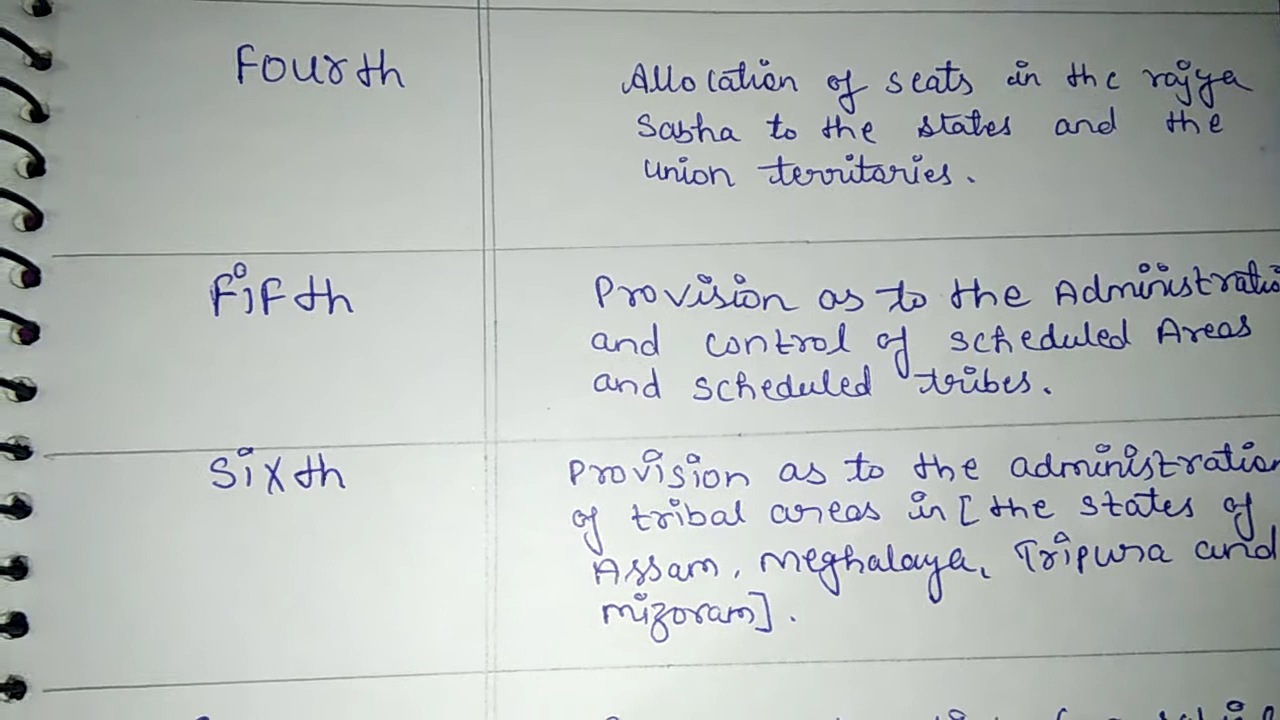 Fourth
Allocation of seats in the rajya
Sabha to the states and the
Union territories.
Fifth
Provision as to the Administratio
and control of scheduled Areas
and scheduled tribes.
Sixth
Provision as to the administration
of tribal areas in [the states of
Assam, Meghalaya, Tripura and
mizoram].